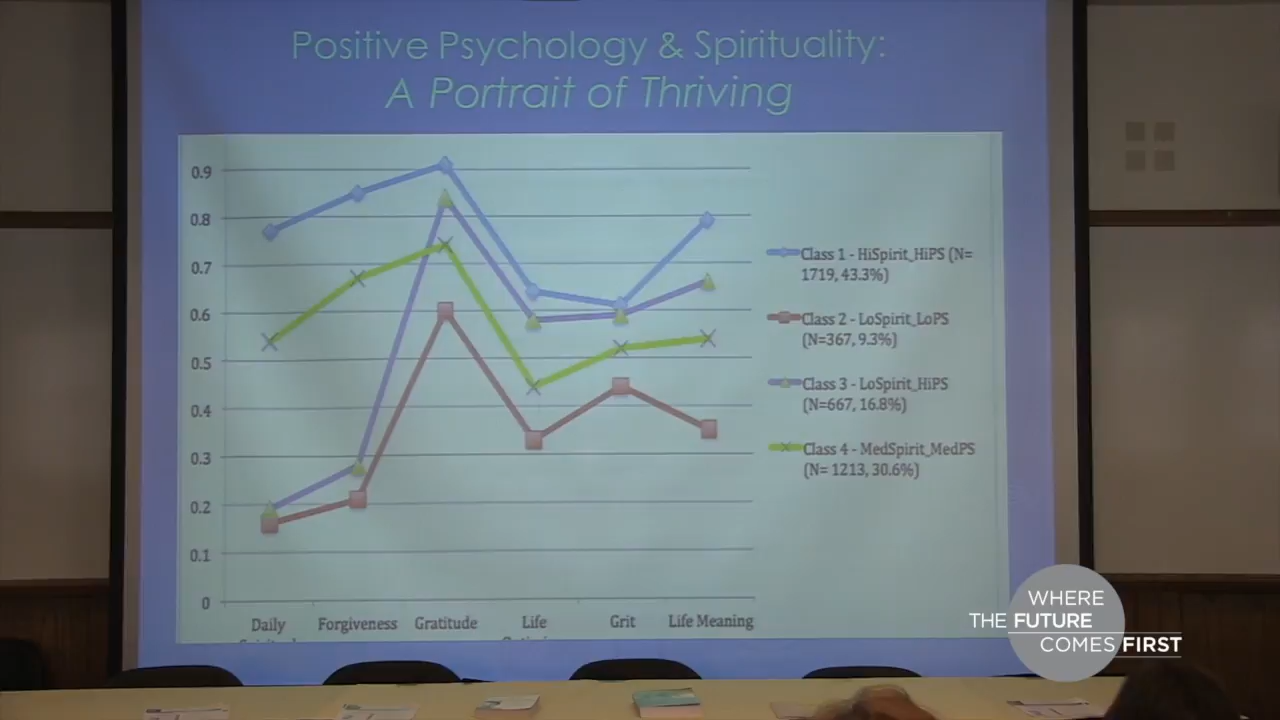 Positive Psychology & Spirituality:
A Portrait of Thriving
0.9
0.8
0.7
0.6
0.5
0.4
0.3
0.2
0.1
0
Daily
Forgiveness
Gratitude
Life
Grit
Life Meaning
Class 1 - HiSpirit_HiPS (N=
1719, 43.3%)
Class 2 - LoSpirit_LoPS
(N=367, 9.3%)
Class 3 - LoSpirit_HiPS
(N=667, 16.8%)
Class 4 - MedSpirit_MedPS
(N= 1213, 30.6%)
WHERE
THE FUTURE
COMES FIRST